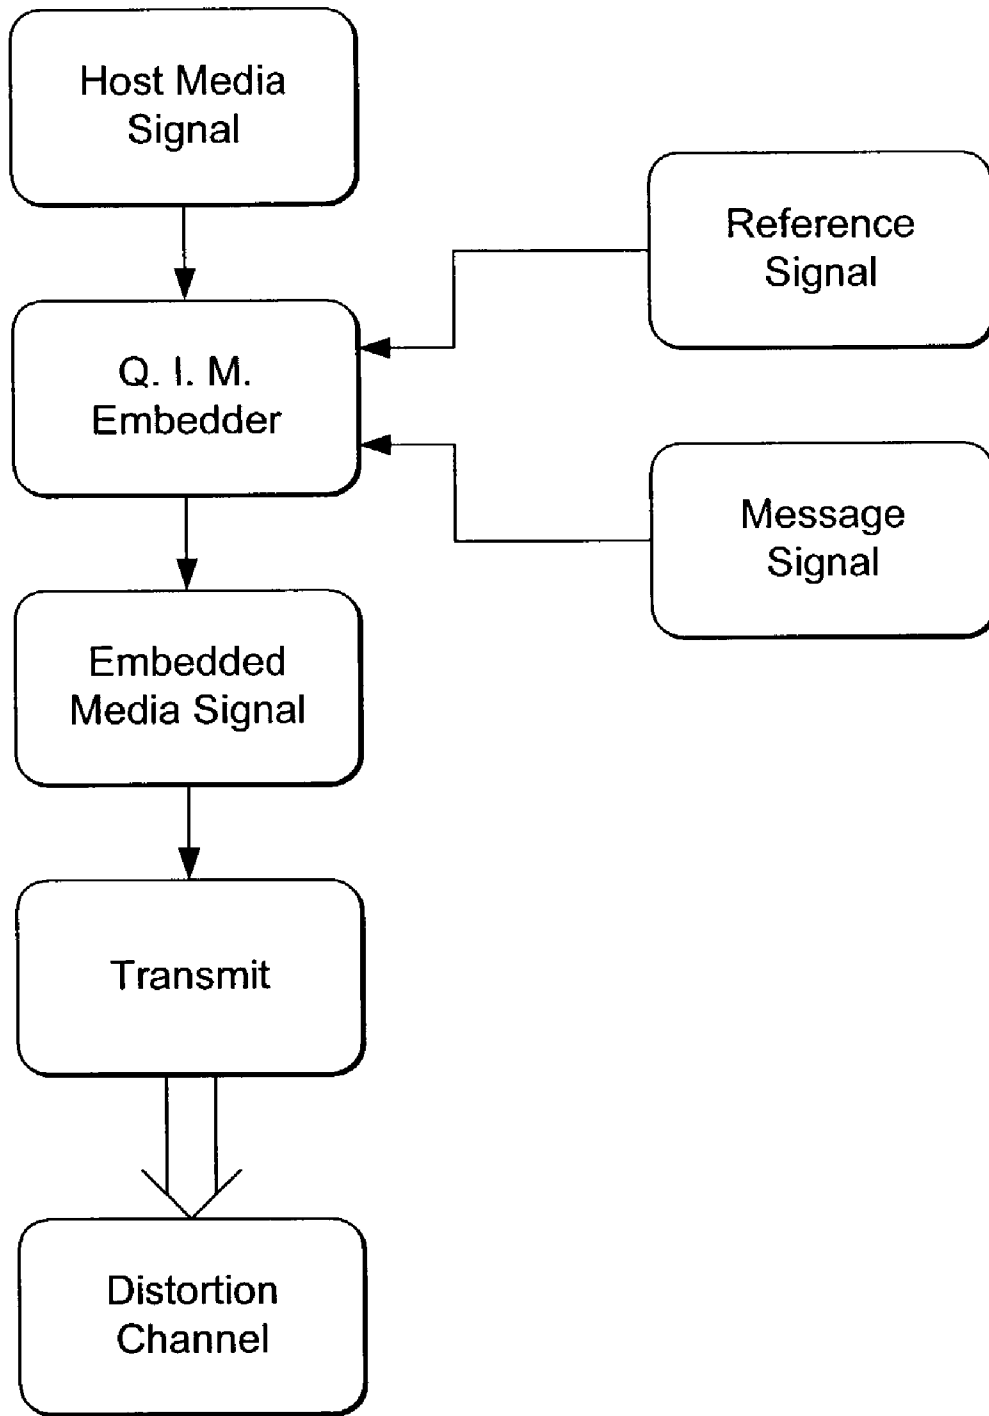 Host Media
Signal
Reference
Signal
Q. I. M.
Embedder
Message
Signal
Embedded
Media Signal
Transmit
Distortion
Channel